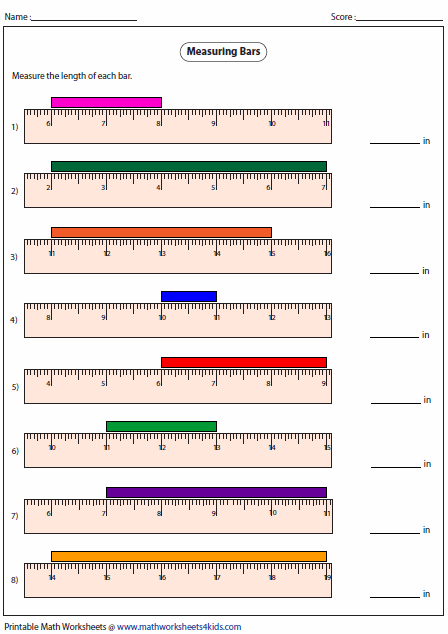 Name : Score :
Measuring Bars
Measure the length of each bar.
6 7 8 9 10 11
1) in
2 3 4 5 6 7
2) in
11 12 13 14 15 16
3) in
8 9 10 11 12 13
4) in
4 5 6 7 8 9
5) in
10 11 12 13 14 15
6) in
6 7 8 9 10 11
7) in
14 15 16 17 18 19
8) in
Printable Math Worksheets @ www.mathworksheets4kids.com